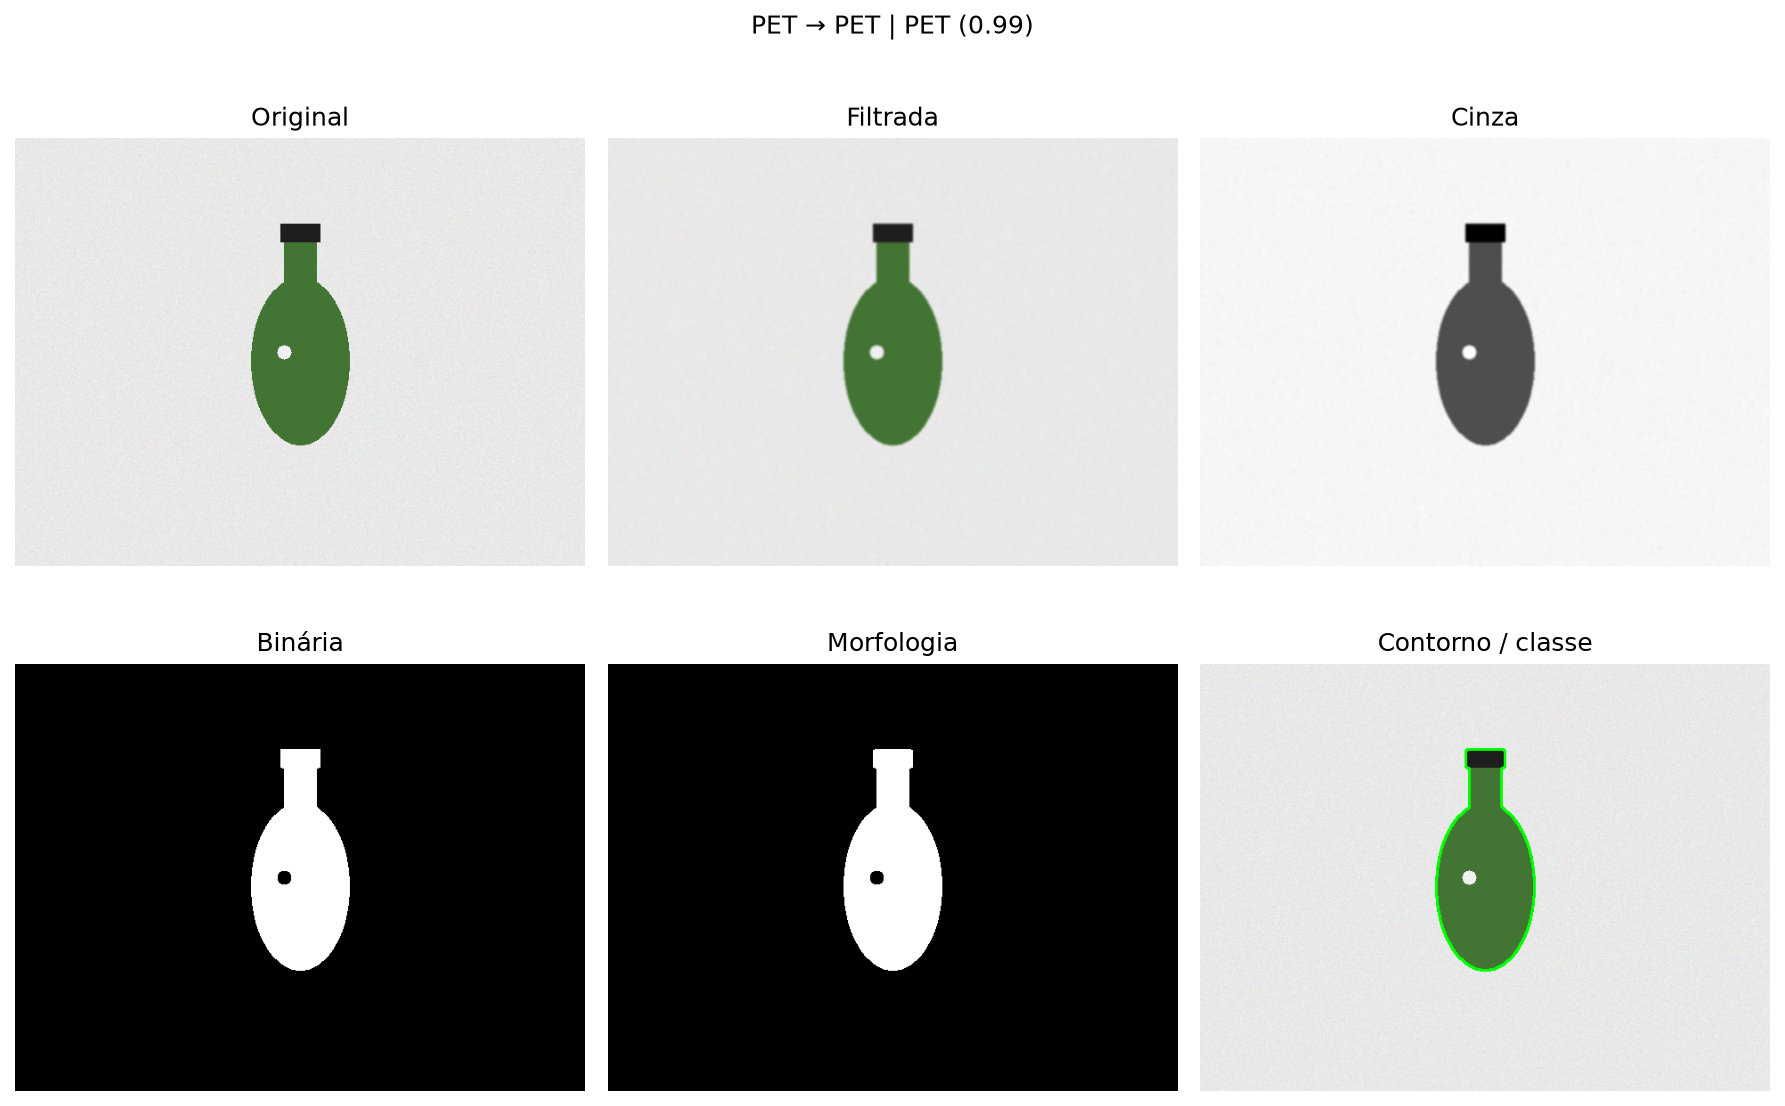 PET → PET | PET (0.99)
Original
Filtrada
Cinza
Binária
Morfologia
Contorno / classe